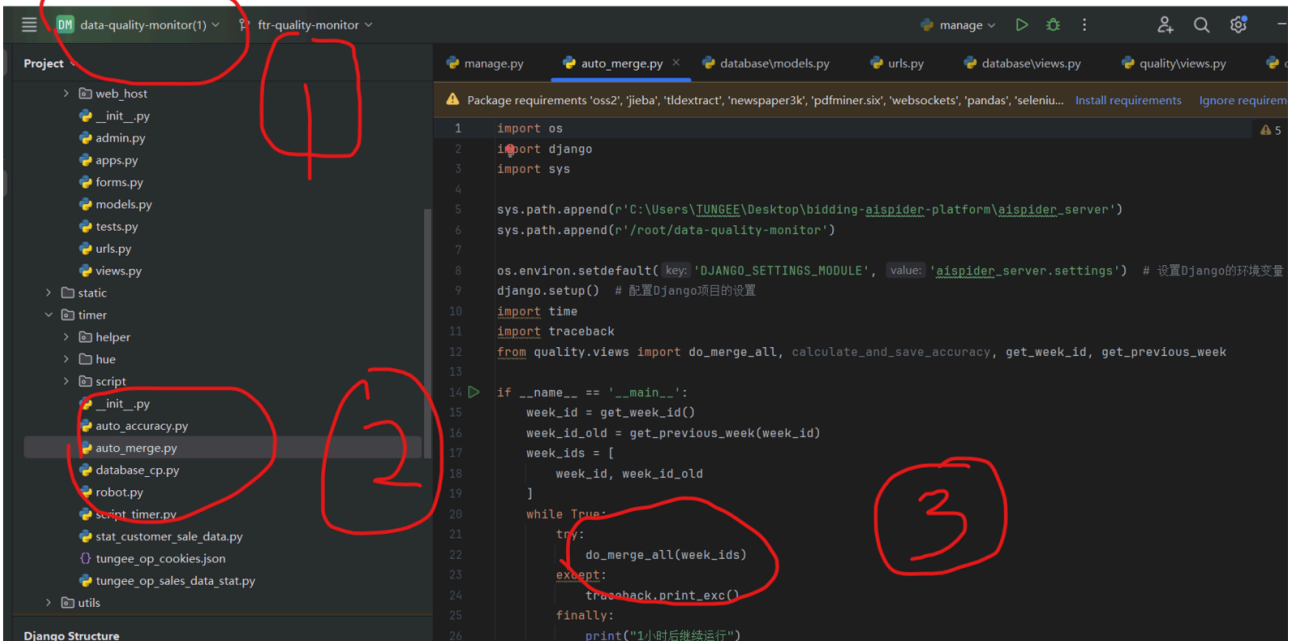 DM data-quality-monitor(1) ftr-quality-monitor manage
Project
web_host
__init__.py
admin.py
apps.py
forms.py
models.py
tests.py
urls.py
views.py
static
timer
helper
hue
script
__init__.py
auto_accuracy.py
auto_merge.py
database_cp.py
robot.py
script_timer.py
stat_customer_sale_data.py
{} tungee_op_cookies.json
tungee_op_sales_data_stat.py
utils
Django Structure
1
2
manage.py auto_merge.py database\models.py urls.py database\views.py quality\views.py
Package requirements 'oss2', 'jieba', 'tldextract', 'newspaper3k', 'pdfminer.six', 'websockets', 'pandas', 'seleniu... Install requirements Ignore requirem
5
1 import os
2 import django
3 import sys
4
5 sys.path.append(r'C:\Users\TUNGEE\Desktop\bidding-aispider-platform\aispider_server')
6 sys.path.append(r'/root/data-quality-monitor')
7
8 os.environ.setdefault( key: 'DJANGO_SETTINGS_MODULE', value: 'aispider_server.settings') # 设置Django的环境变量
9 django.setup() # 配置Django项目的设置
10 import time
11 import traceback
12 from quality.views import do_merge_all, calculate_and_save_accuracy, get_week_id, get_previous_week
13
14 if __name__ == '__main__':
15 week_id = get_week_id()
16 week_id_old = get_previous_week(week_id)
17 week_ids = [
18 week_id, week_id_old
19 ]
20 while True:
21 try:
22 do_merge_all(week_ids)
23 except:
24 traceback.print_exc()
25 finally:
26 print("1小时后继续运行")
3